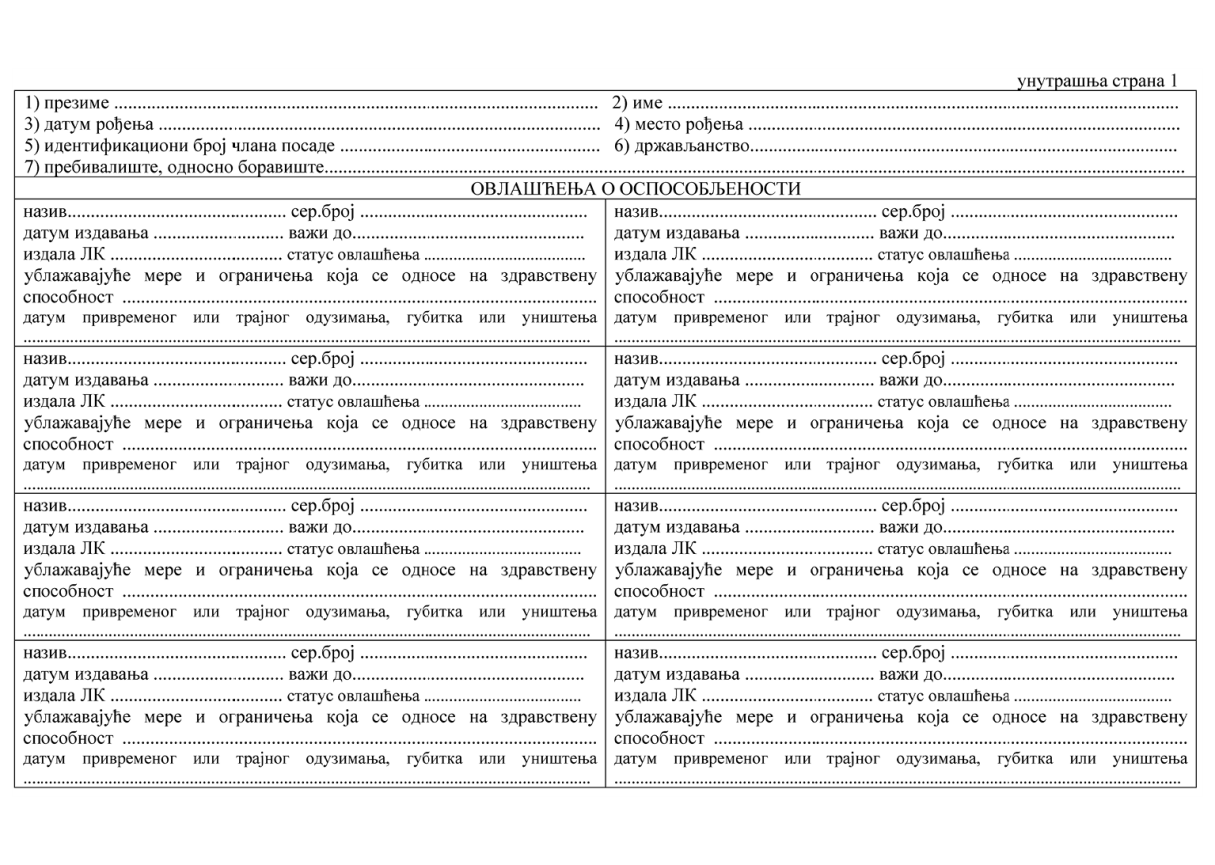 унутрашња страна 1
1) презиме ........................................................................................ 2) име ............................................................................................
3) датум рођења ................................................................................ 4) место рођења ..............................................................................
5) идентификациони број члана посаде ............................................... 6) држављанство.............................................................................
7) пребивалиште, односно боравиште...........................................................................................................................................................
ОВЛАШЋЕЊА О ОСПОСОБЉЕНОСТИ
назив....................................... сер.број .........................................
датум издавања ....................... важи до..........................................
издала ЛК ............................... статус овлашћења ............................
ублажавајуће мере и ограничења која се односе на здравствену
способност .....................................................................................
датум привременог или трајног одузимања, губитка или уништења
......................................................................................................
назив....................................... сер.број .........................................
датум издавања ....................... важи до..........................................
издала ЛК ............................... статус овлашћења ............................
ублажавајуће мере и ограничења која се односе на здравствену
способност .....................................................................................
датум привременог или трајног одузимања, губитка или уништења
......................................................................................................
назив....................................... сер.број .........................................
датум издавања ....................... важи до..........................................
издала ЛК ............................... статус овлашћења ............................
ублажавајуће мере и ограничења која се односе на здравствену
способност .....................................................................................
датум привременог или трајног одузимања, губитка или уништења
......................................................................................................
назив....................................... сер.број .........................................
датум издавања ....................... важи до..........................................
издала ЛК ............................... статус овлашћења ............................
ублажавајуће мере и ограничења која се односе на здравствену
способност .....................................................................................
датум привременог или трајног одузимања, губитка или уништења
......................................................................................................
назив....................................... сер.број .........................................
датум издавања ....................... важи до..........................................
издала ЛК ............................... статус овлашћења ............................
ублажавајуће мере и ограничења која се односе на здравствену
способност .....................................................................................
датум привременог или трајног одузимања, губитка или уништења
......................................................................................................
назив....................................... сер.број .........................................
датум издавања ....................... важи до..........................................
издала ЛК ............................... статус овлашћења ............................
ублажавајуће мере и ограничења која се односе на здравствену
способност .....................................................................................
датум привременог или трајног одузимања, губитка или уништења
......................................................................................................
назив....................................... сер.број .........................................
датум издавања ....................... важи до..........................................
издала ЛК ............................... статус овлашћења ............................
ублажавајуће мере и ограничења која се односе на здравствену
способност .....................................................................................
датум привременог или трајног одузимања, губитка или уништења
......................................................................................................
назив....................................... сер.број .........................................
датум издавања ....................... важи до..........................................
издала ЛК ............................... статус овлашћења ............................
ублажавајуће мере и ограничења која се односе на здравствену
способност .....................................................................................
датум привременог или трајног одузимања, губитка или уништења
......................................................................................................